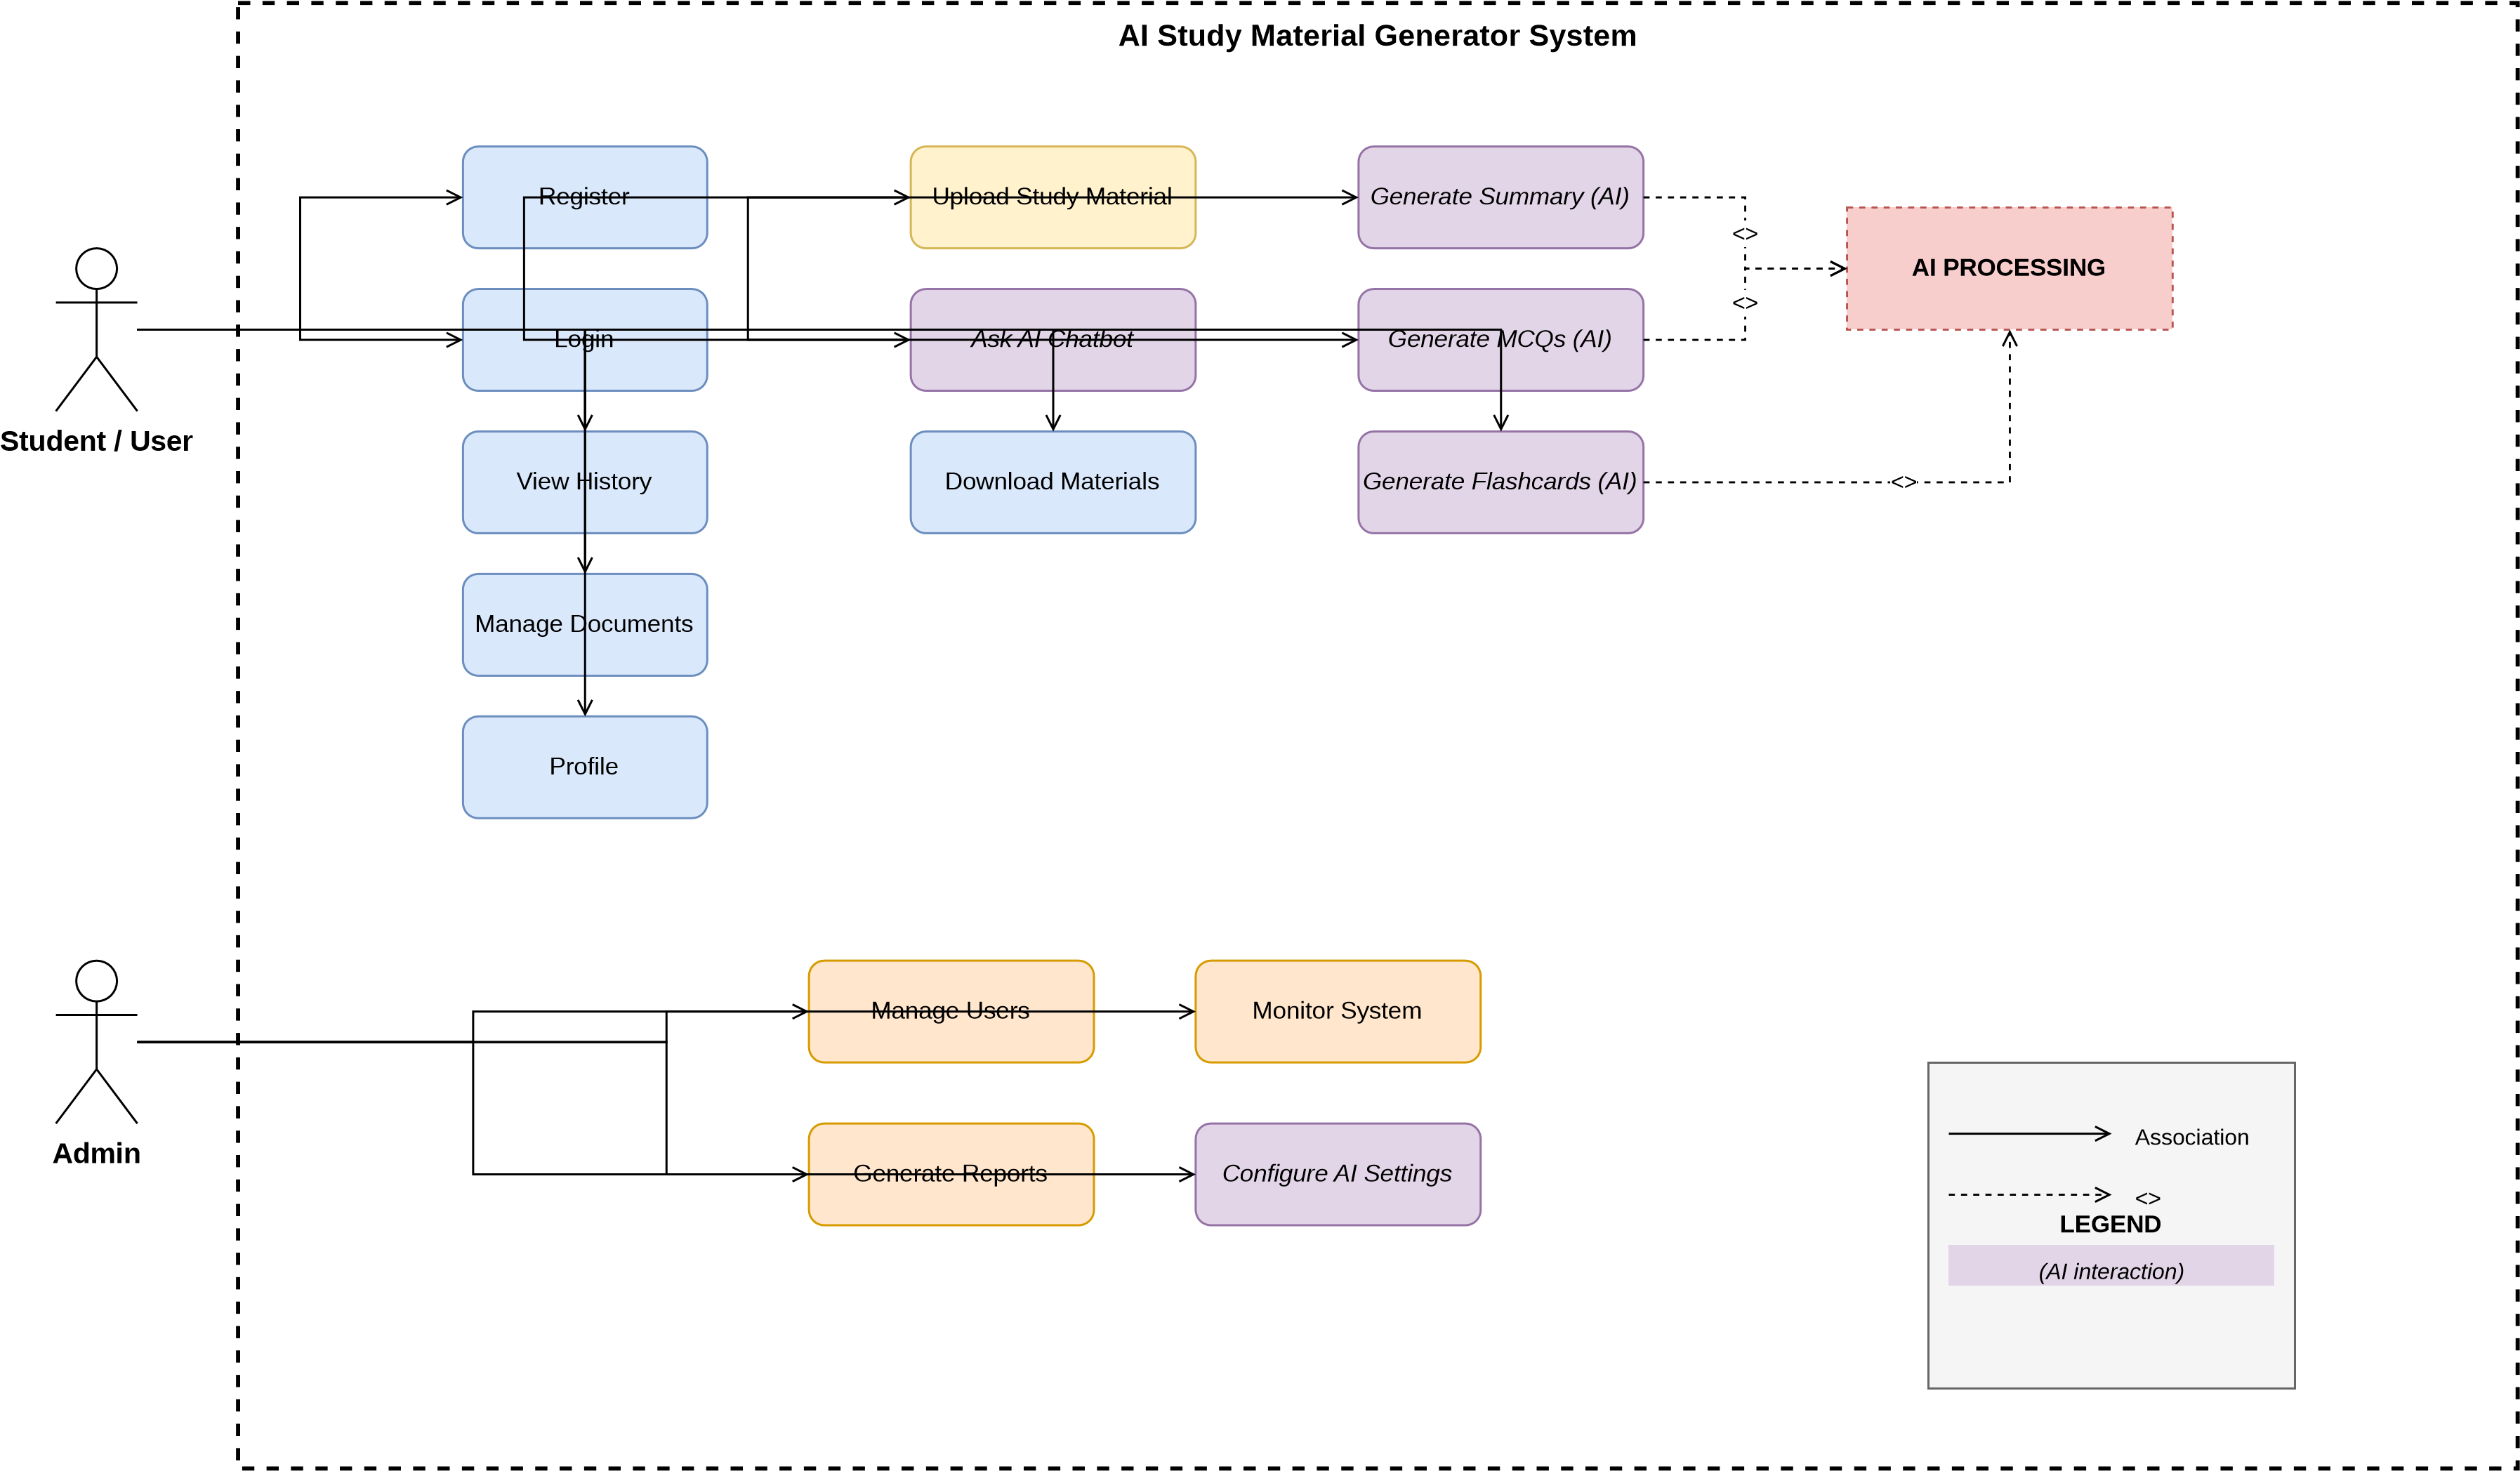 AI Study Material Generator System
Register
Upload Study Material
Generate Summary (AI)
<>
AI PROCESSING
Login
Ask AI Chatbot
Generate MCQs (AI)
<>
Student / User
View History
Download Materials
Generate Flashcards (AI)
<>
Manage Documents
Profile
Manage Users
Monitor System
Admin
Generate Reports
Configure AI Settings
Association
<>
LEGEND
(AI interaction)